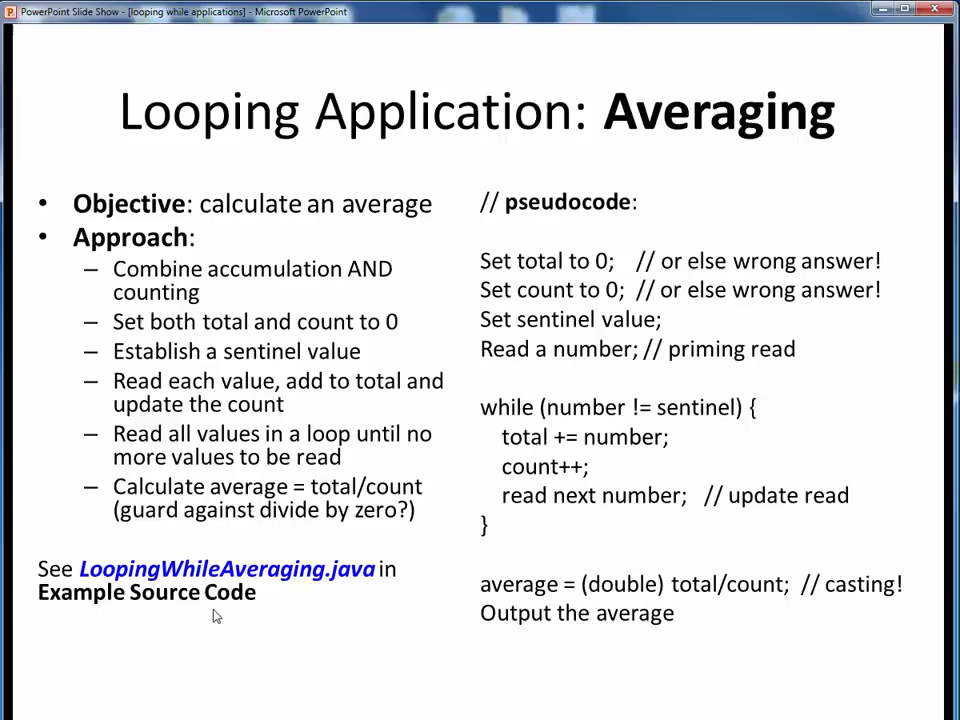 PowerPoint Slide Show - [looping while applications] - Microsoft PowerPoint
Looping Application: Averaging
• Objective: calculate an average
• Approach:
– Combine accumulation AND
counting
– Set both total and count to 0
– Establish a sentinel value
– Read each value, add to total and
update the count
– Read all values in a loop until no
more values to be read
– Calculate average = total/count
(guard against divide by zero?)
See LoopingWhileAveraging.java in
Example Source Code
// pseudocode:
Set total to 0; // or else wrong answer!
Set count to 0; // or else wrong answer!
Set sentinel value;
Read a number; // priming read
while (number != sentinel) {
total += number;
count++;
read next number; // update read
}
average = (double) total/count; // casting!
Output the average